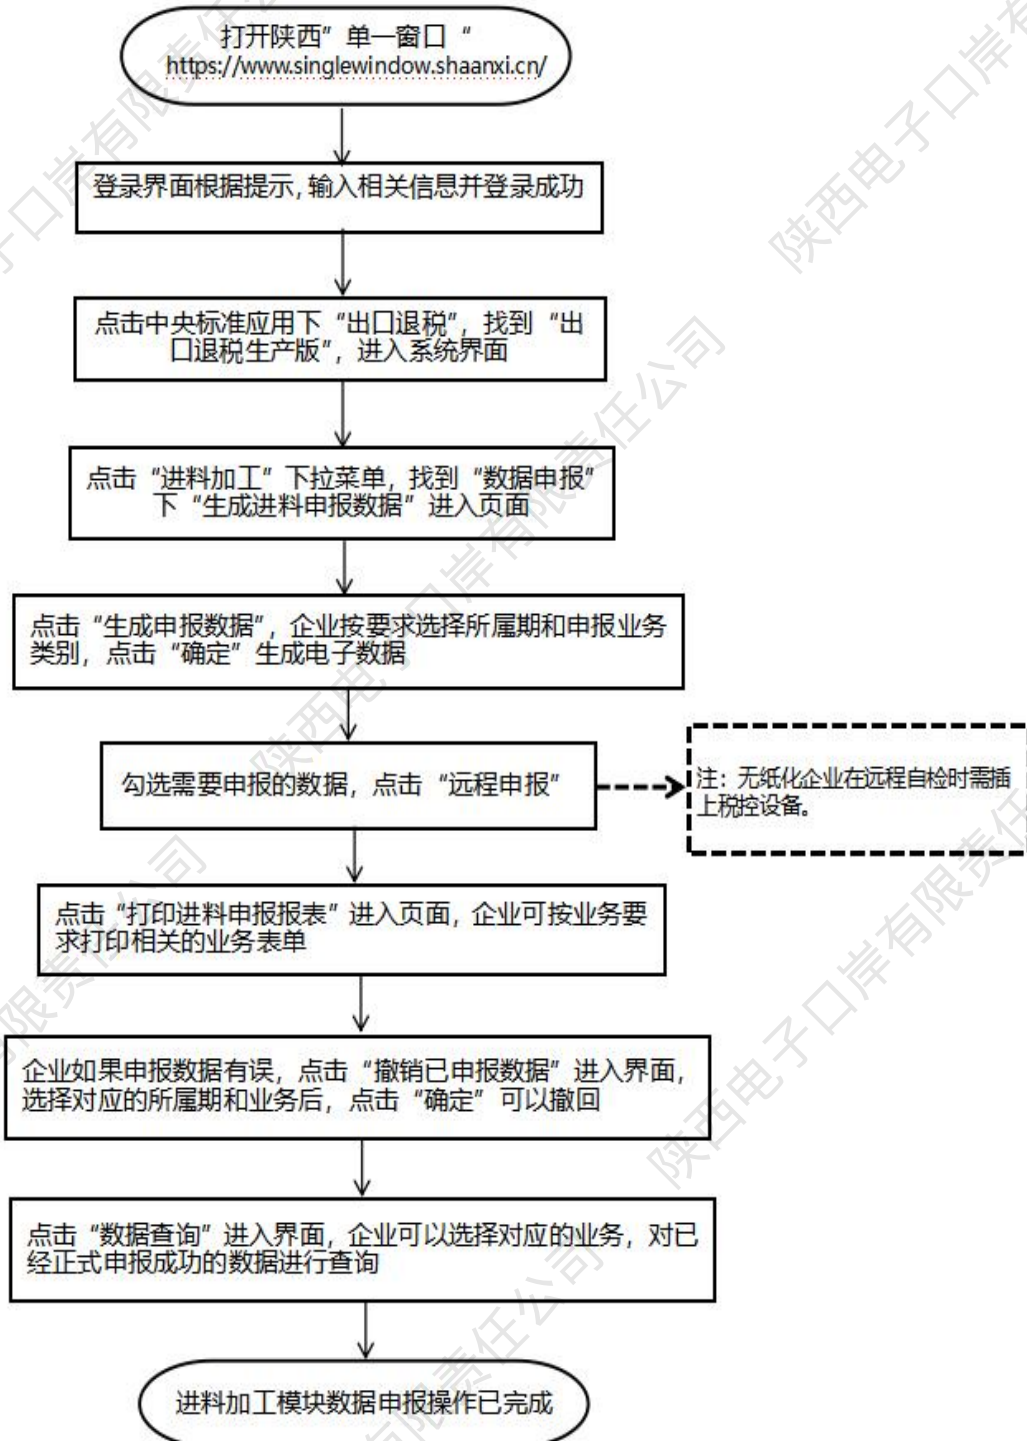 打开陕西”单一窗口“
https://www.singlewindow.shaanxi.cn/
登录界面根据提示,输入相关信息并登录成功
点击中央标准应用下“出口退税”，找到“出
口退税生产版”，进入系统界面
点击“进料加工”下拉菜单，找到“数据申报”
下“生成进料申报数据”进入页面
点击“生成申报数据”，企业按要求选择所属期和申报业务
类别，点击“确定”生成电子数据
勾选需要申报的数据，点击“远程申报”
注：无纸化企业在远程自检时需插
上税控设备。
点击“打印进料申报报表”进入页面，企业可按业务要
求打印相关的业务表单
企业如果申报数据有误，点击“撤销已申报数据”进入界面，
选择对应的所属期和业务后，点击“确定”可以撤回
点击“数据查询”进入界面，企业可以选择对应的业务，对已
经正式申报成功的数据进行查询
进料加工模块数据申报操作已完成
陕西电子口岸有限责任公司